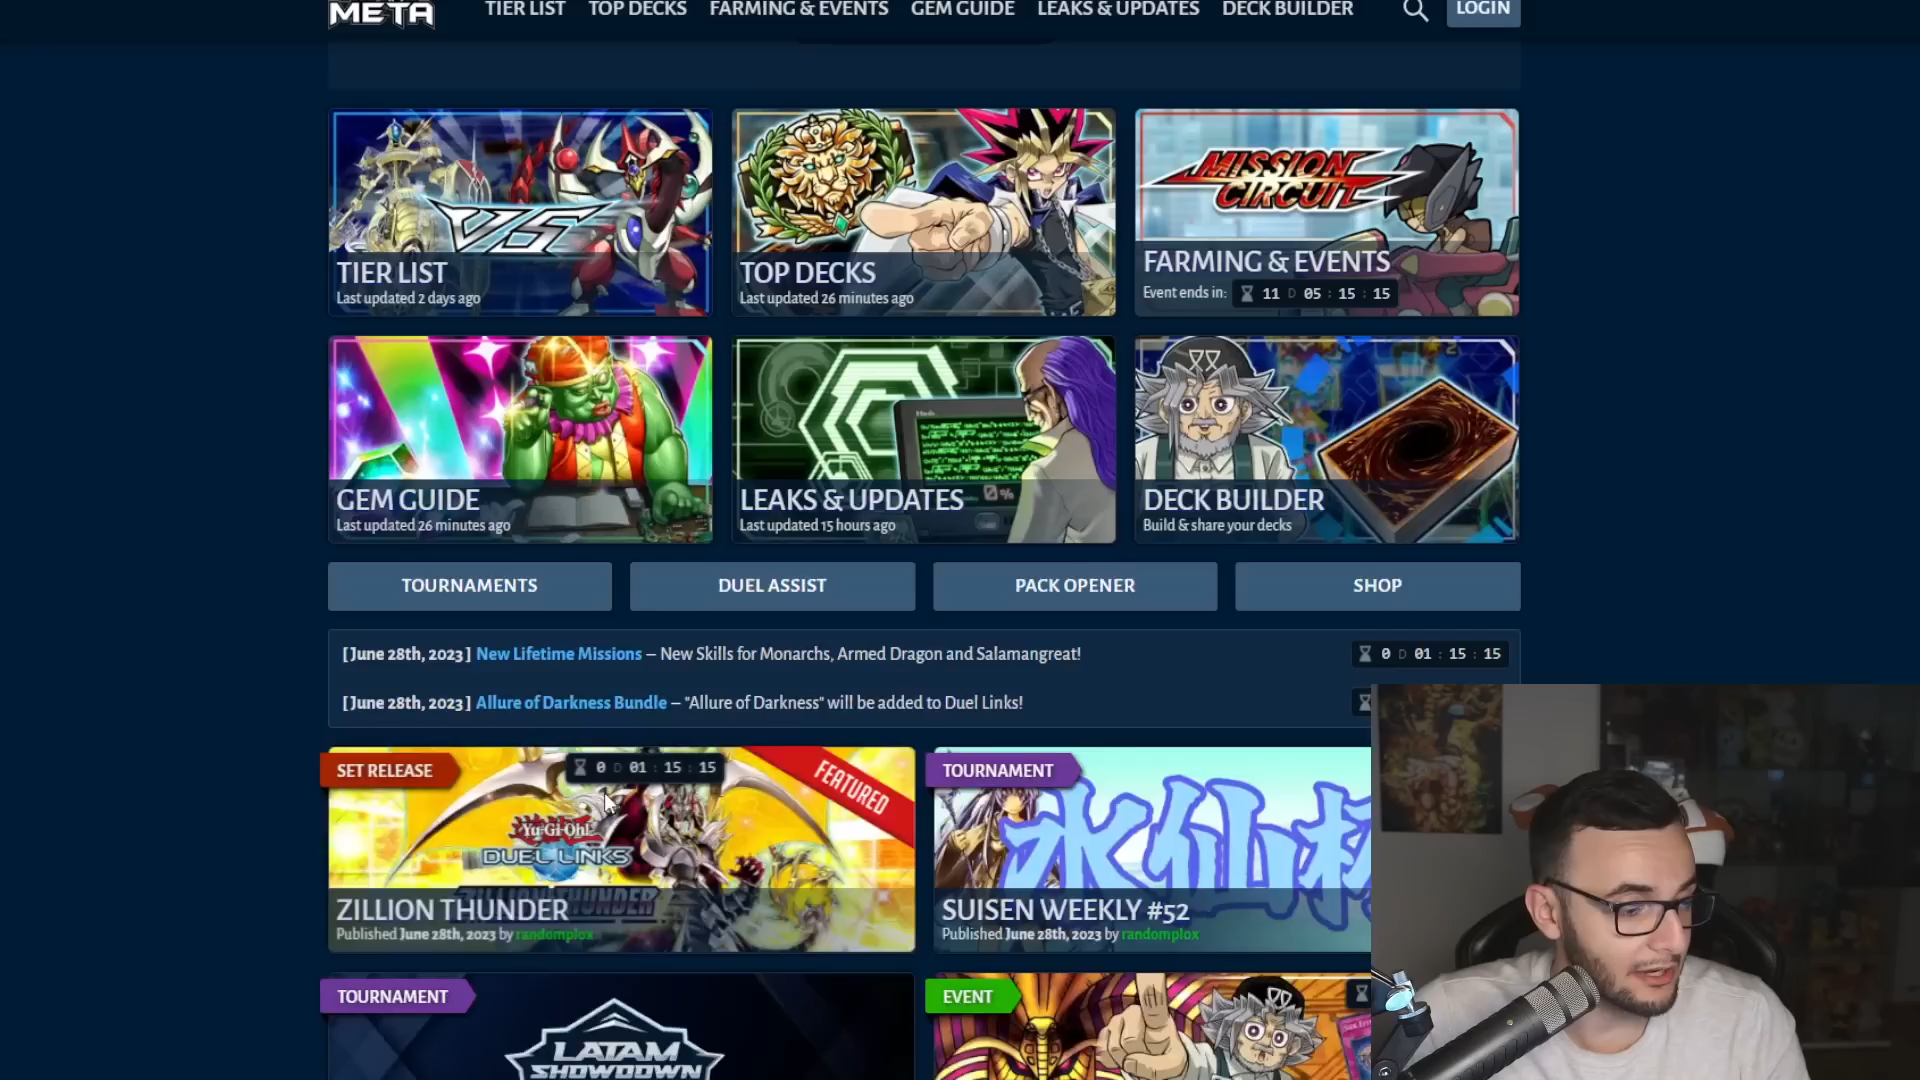 META
TIER LIST
TOP DECKS
FARMING & EVENTS
GEM GUIDE
LEAKS & UPDATES
DECK BUILDER
LOGIN
VS
TIER LIST
Last updated 2 days ago
TOP DECKS
Last updated 26 minutes ago
MISSION CIRCUIT
FARMING & EVENTS
Event ends in: 11 D 05 : 15 : 15
GEM GUIDE
Last updated 26 minutes ago
0 %
LEAKS & UPDATES
Last updated 15 hours ago
DECK BUILDER
Build & share your decks
TOURNAMENTS
DUEL ASSIST
PACK OPENER
SHOP
[June 28th, 2023] New Lifetime Missions – New Skills for Monarchs, Armed Dragon and Salamangreat!
0 D 01 : 15 : 15
[June 28th, 2023] Allure of Darkness Bundle – "Allure of Darkness" will be added to Duel Links!
SET RELEASE
0 D 01 : 15 : 15
FEATURED
Yu-Gi-Oh!
DUEL LINKS
ZILLION THUNDER
Published June 28th, 2023 by randomplox
TOURNAMENT
水仙杯
SUISEN WEEKLY #52
Published June 28th, 2023 by randomplox
TOURNAMENT
LATAM
SHOWDOWN
EVENT